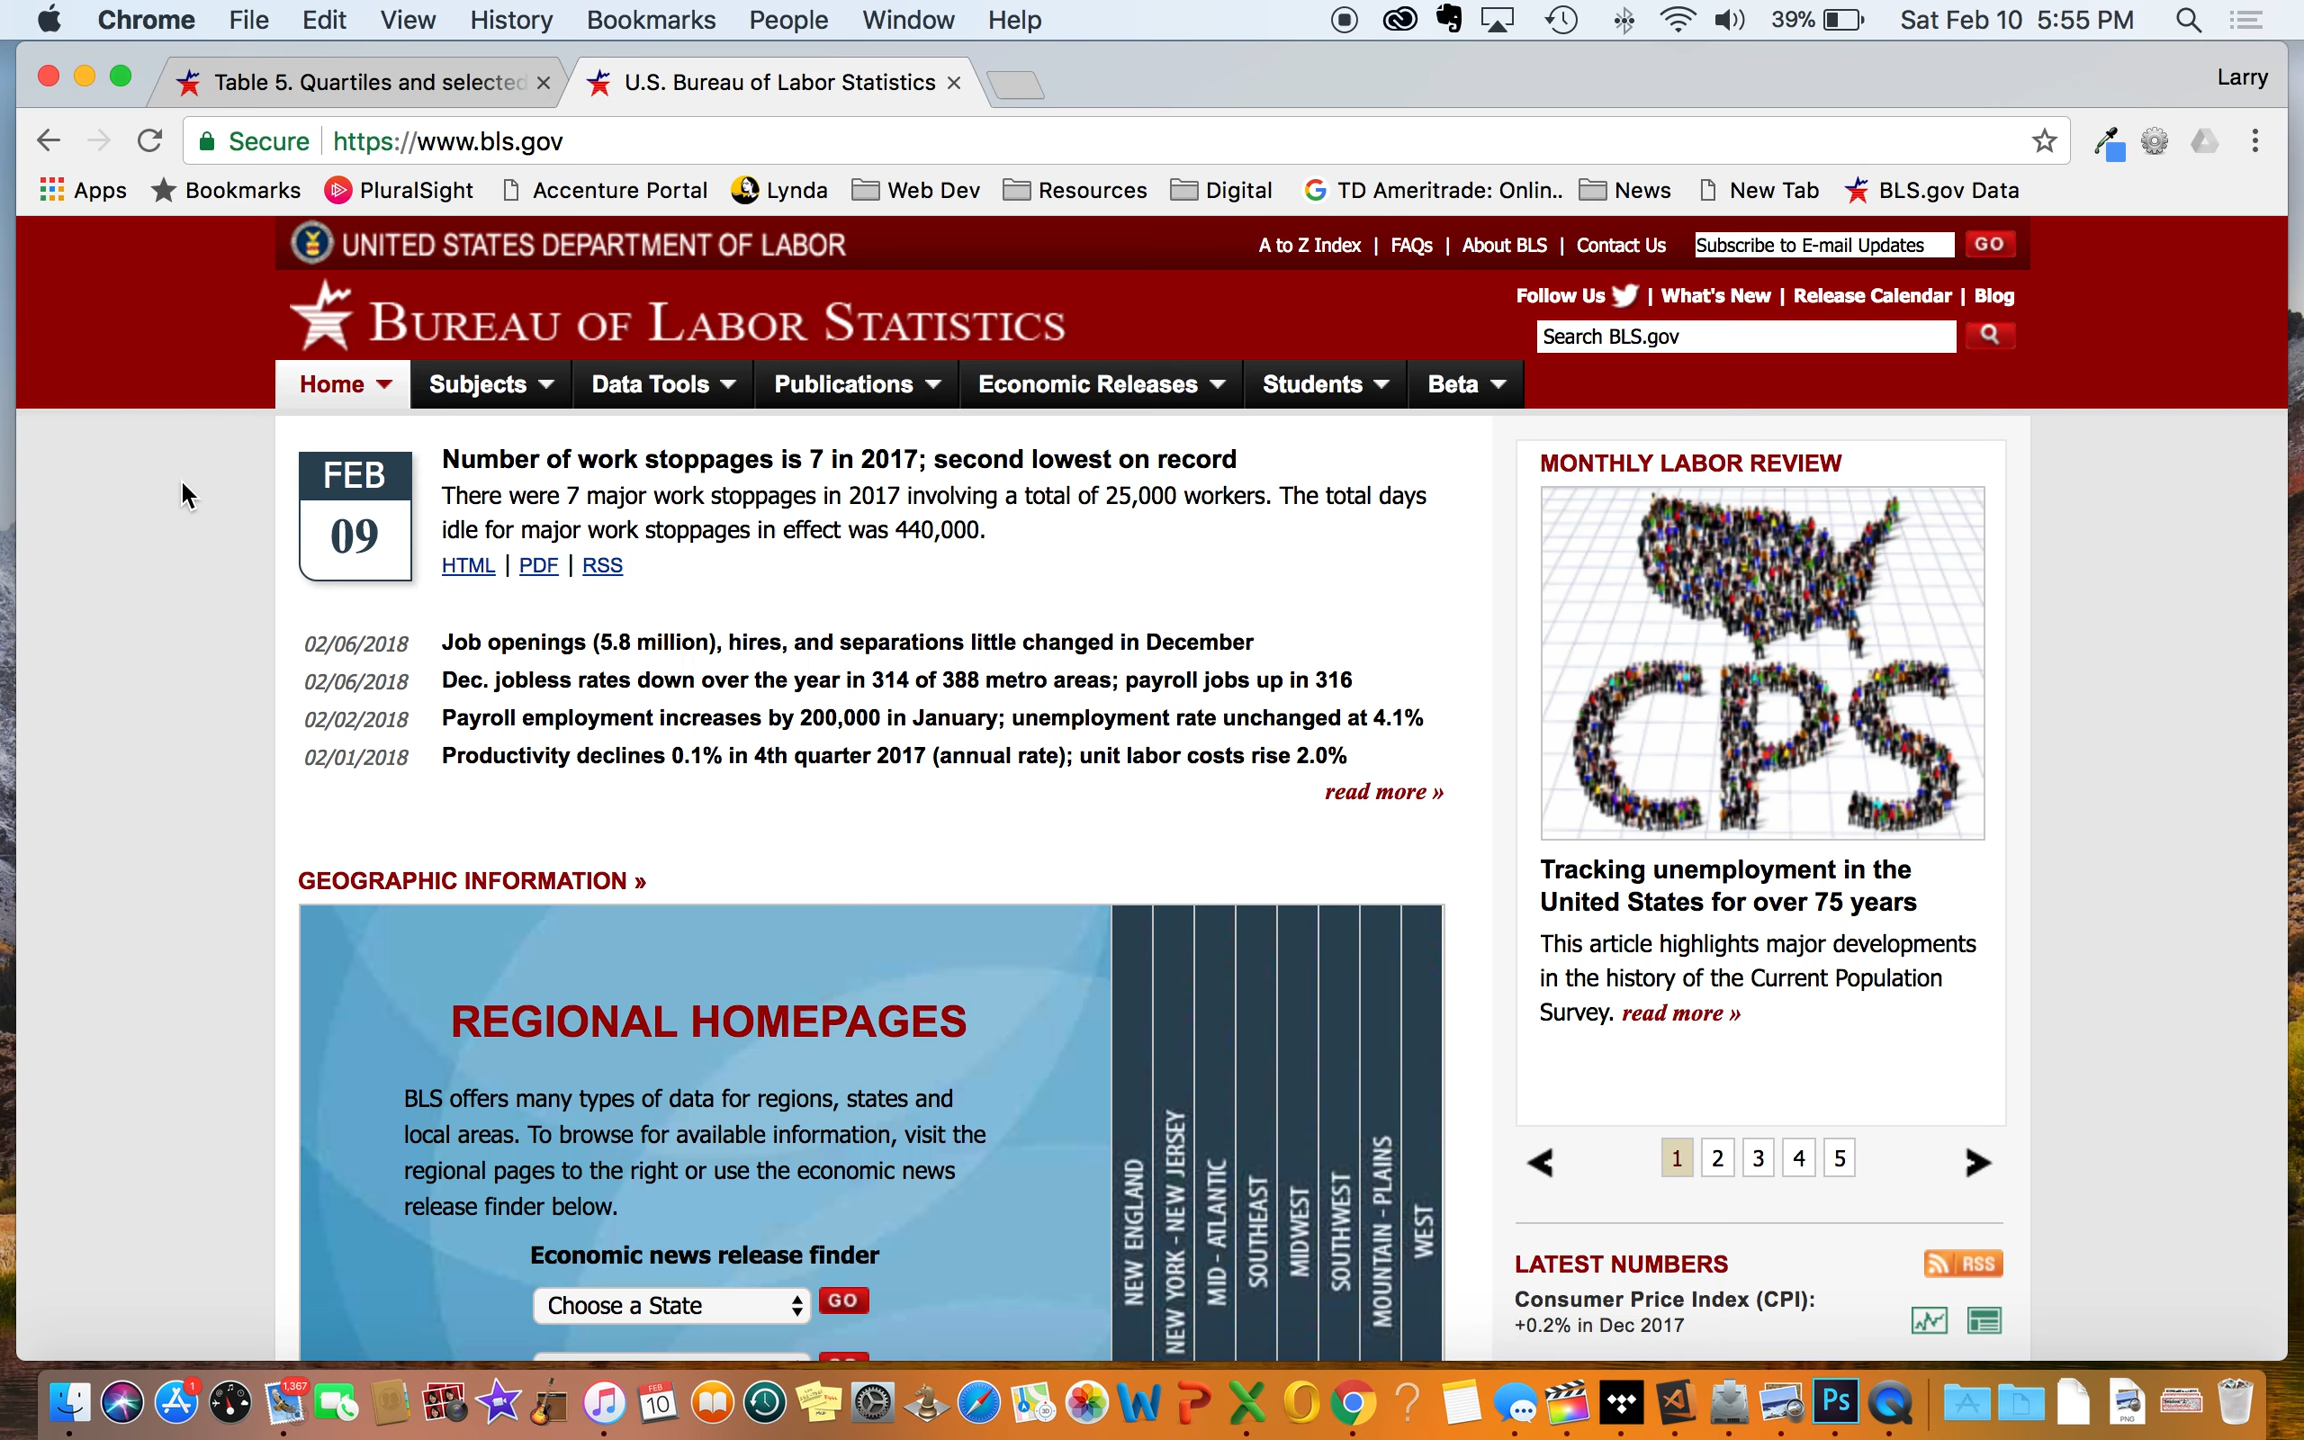 Chrome File Edit View History Bookmarks People Window Help 39% Sat Feb 10 5:55 PM
Table 5. Quartiles and selected
U.S. Bureau of Labor Statistics
Larry
Secure https://www.bls.gov
Apps Bookmarks PluralSight Accenture Portal Lynda Web Dev Resources Digital TD Ameritrade: Onlin.. News New Tab BLS.gov Data
UNITED STATES DEPARTMENT OF LABOR
A to Z Index | FAQs | About BLS | Contact Us Subscribe to E-mail Updates GO
BUREAU OF LABOR STATISTICS
Follow Us | What's New | Release Calendar | Blog
Search BLS.gov
Home Subjects Data Tools Publications Economic Releases Students Beta
FEB
09
Number of work stoppages is 7 in 2017; second lowest on record
There were 7 major work stoppages in 2017 involving a total of 25,000 workers. The total days
idle for major work stoppages in effect was 440,000.
HTML | PDF | RSS
02/06/2018 Job openings (5.8 million), hires, and separations little changed in December
02/06/2018 Dec. jobless rates down over the year in 314 of 388 metro areas; payroll jobs up in 316
02/02/2018 Payroll employment increases by 200,000 in January; unemployment rate unchanged at 4.1%
02/01/2018 Productivity declines 0.1% in 4th quarter 2017 (annual rate); unit labor costs rise 2.0%
read more »
GEOGRAPHIC INFORMATION »
REGIONAL HOMEPAGES
BLS offers many types of data for regions, states and
local areas. To browse for available information, visit the
regional pages to the right or use the economic news
release finder below.
Economic news release finder
Choose a State GO
NEW ENGLAND
NEW YORK - NEW JERSEY
MID - ATLANTIC
SOUTHEAST
MIDWEST
SOUTHWEST
MOUNTAIN - PLAINS
WEST
MONTHLY LABOR REVIEW
CPS
Tracking unemployment in the
United States for over 75 years
This article highlights major developments
in the history of the Current Population
Survey. read more »
1 2 3 4 5
LATEST NUMBERS
RSS
Consumer Price Index (CPI):
+0.2% in Dec 2017
1
1,367
FEB
10
Ps
PNG